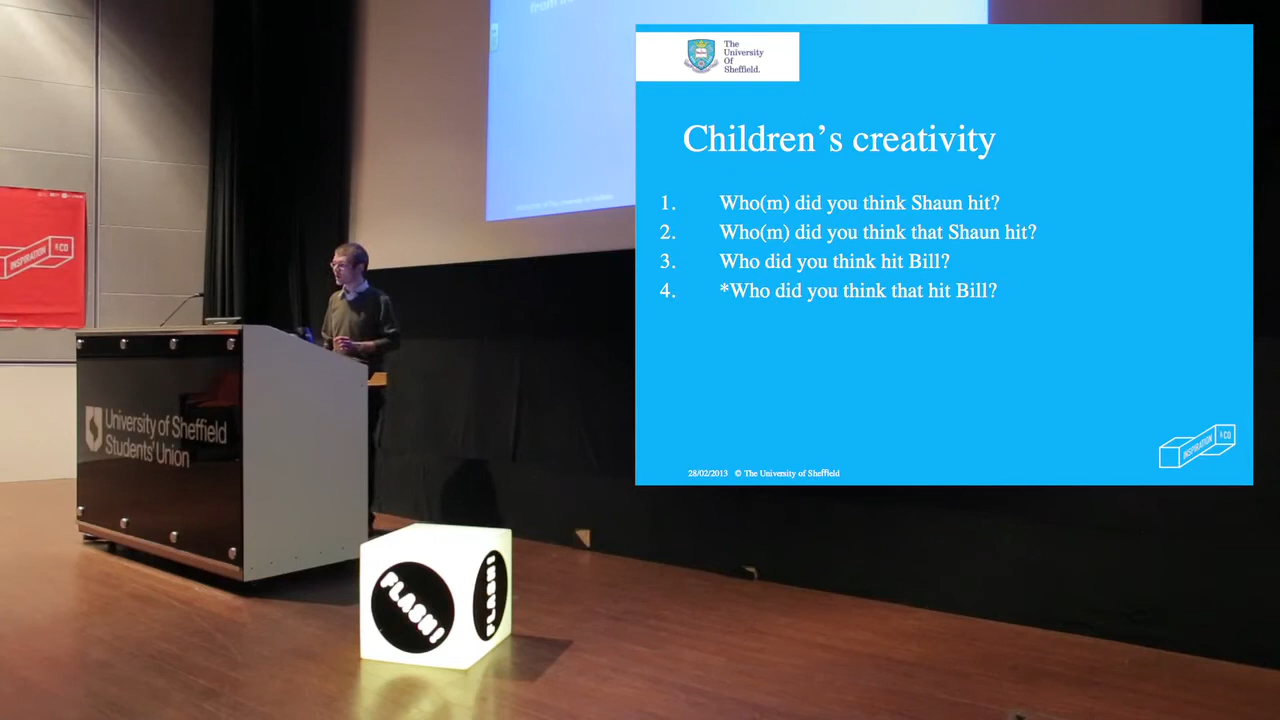 from
The
University
Of
Sheffield.
Children's creativity
1. Who(m) did you think Shaun hit?
2. Who(m) did you think that Shaun hit?
3. Who did you think hit Bill?
4. *Who did you think that hit Bill?
INSPIRATION
&CO
28/02/2013 © The University of Sheffield
INSPIRATION &CO
University of Sheffield
Students' Union
FLASH!
FLASH!